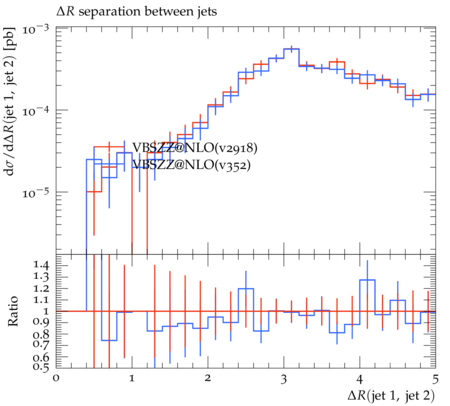 ΔR separation between jets
dσ/dΔR(jet 1, jet 2) [pb]
10⁻³
10⁻⁴
10⁻⁵
VBSZZ@NLO(v2918)
VBSZZ@NLO(v352)
Ratio
1.4
1.3
1.2
1.1
1
0.9
0.8
0.7
0.6
0.5
0 1 2 3 4 5
ΔR(jet 1, jet 2)